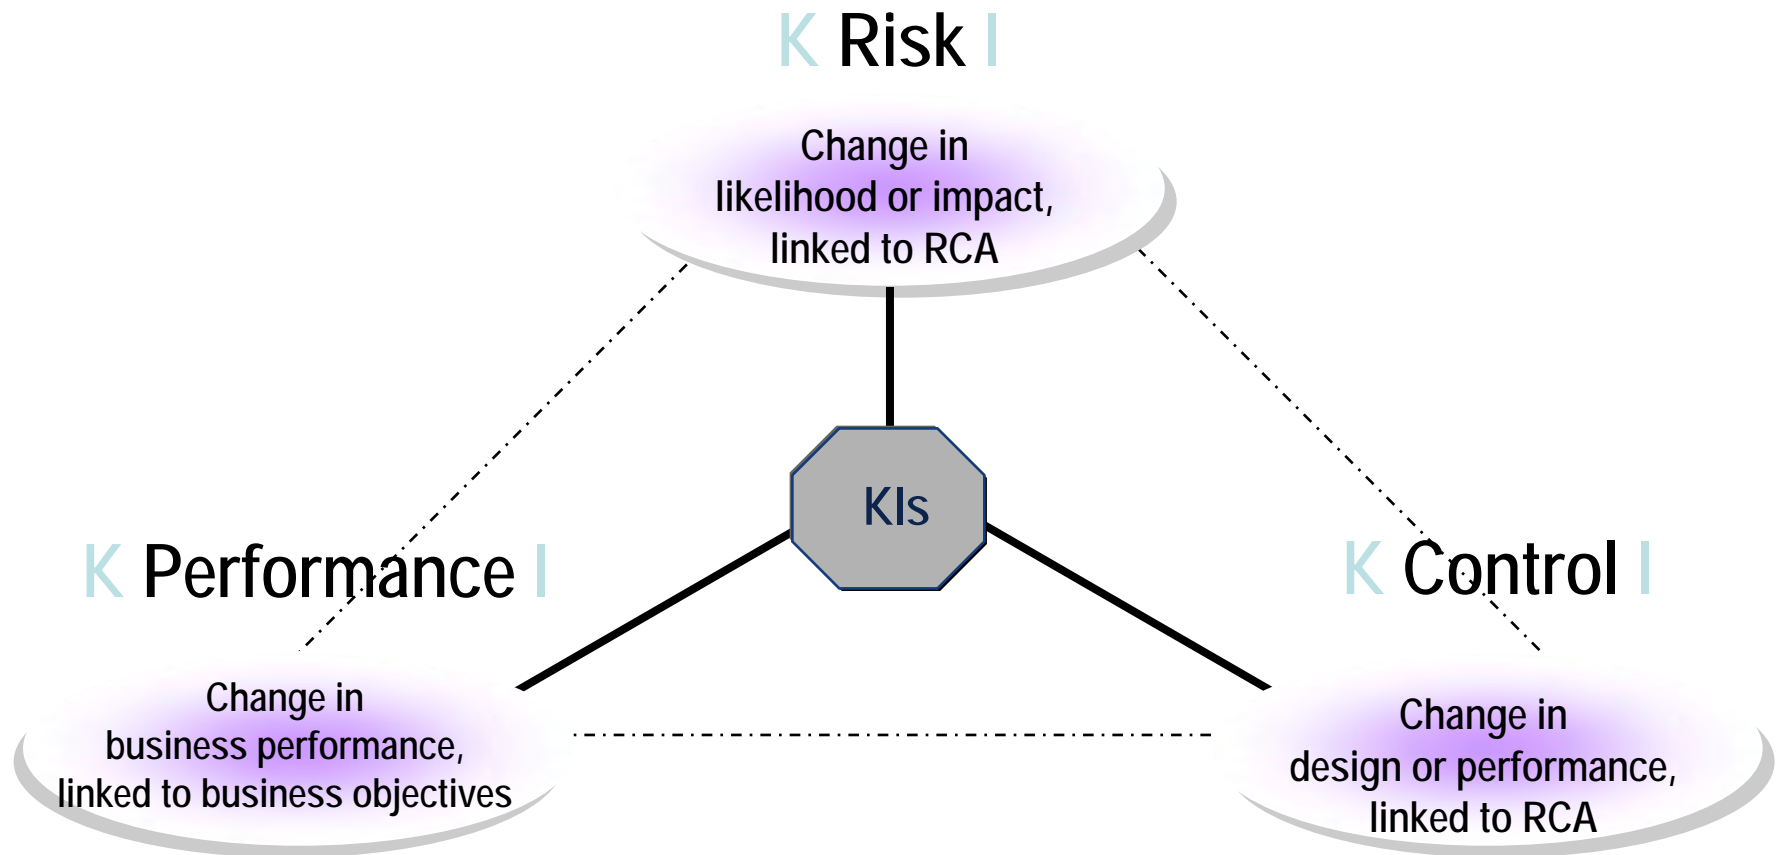 K Risk I
Change in
likelihood or impact,
linked to RCA
KIs
K Performance I
Change in
business performance,
linked to business objectives
K Control I
Change in
design or performance,
linked to RCA